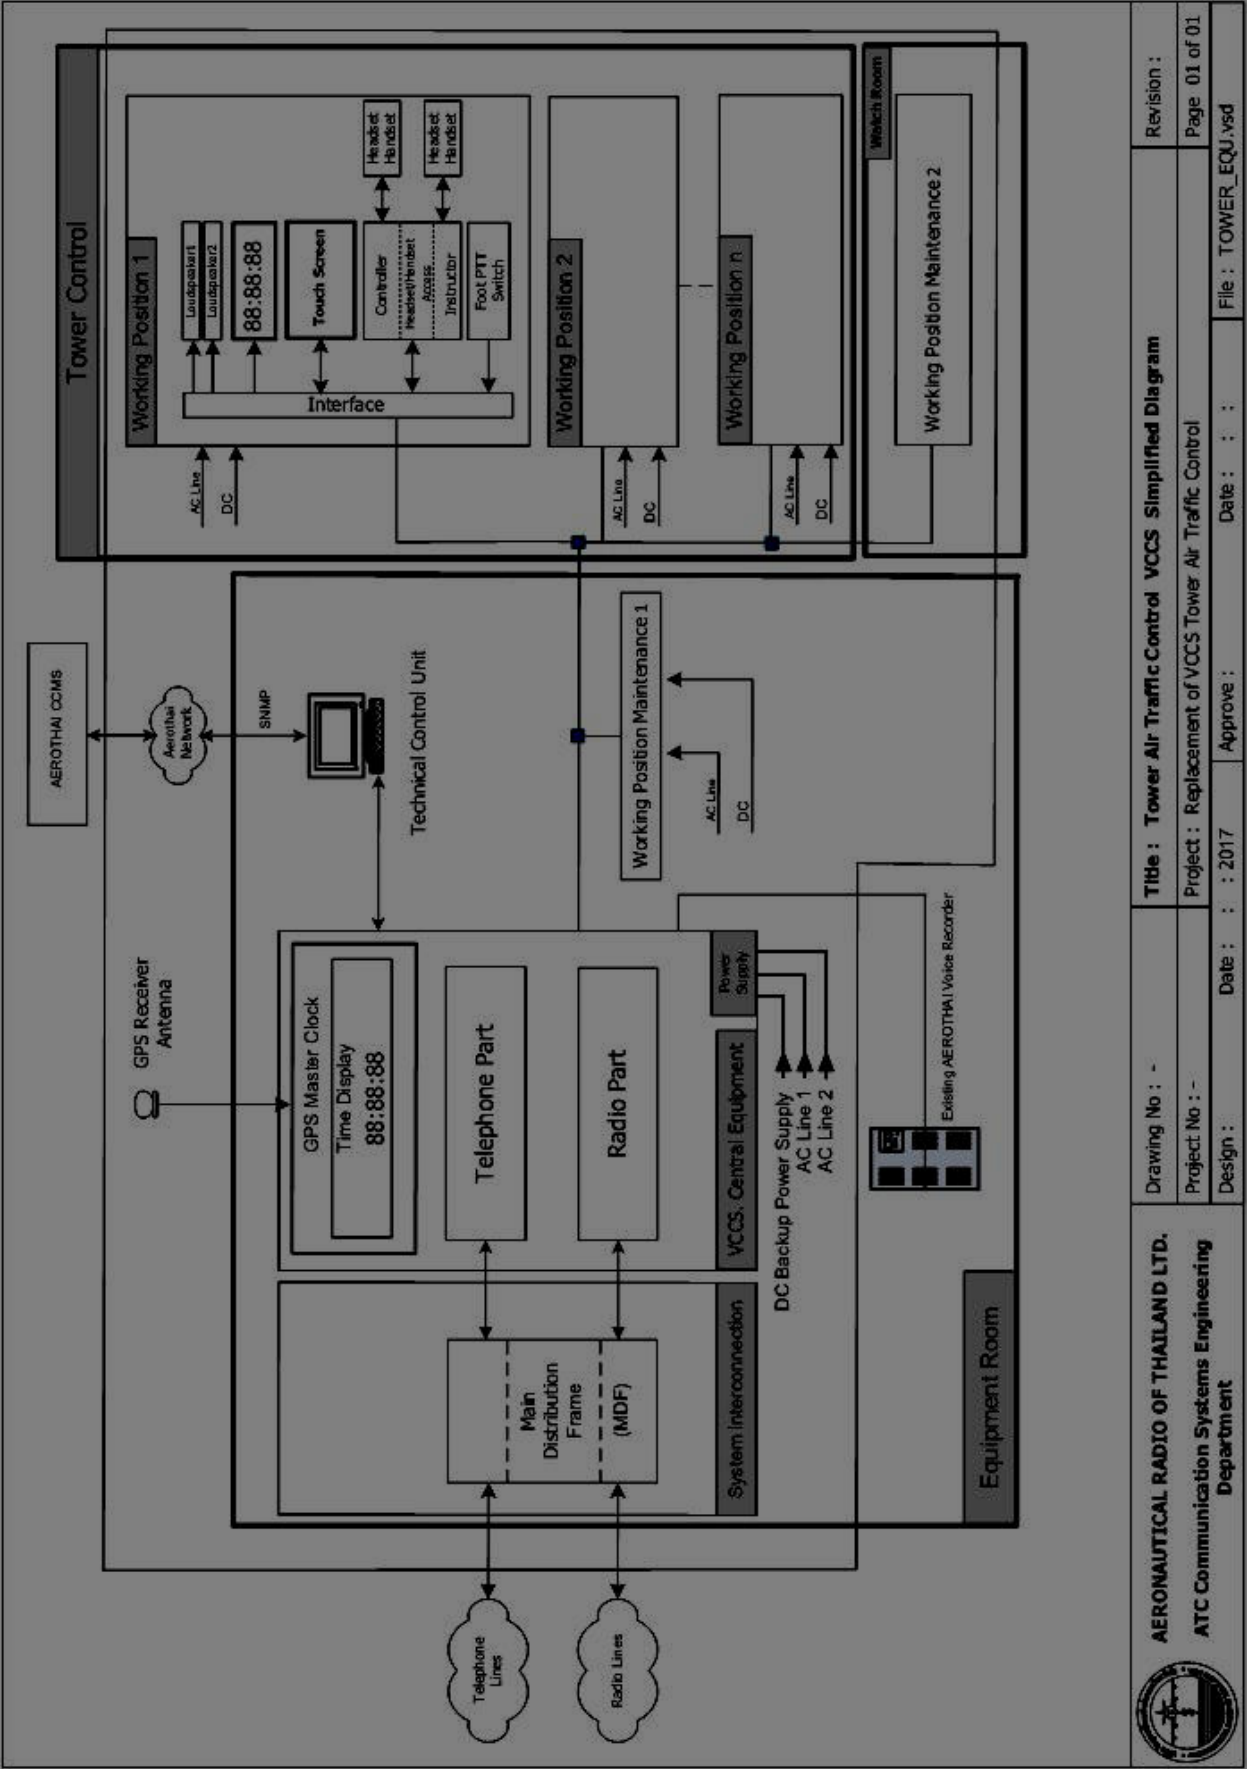 AEROTHAI CCMS
Aerothai
Network
SNMP
GPS Receiver
Antenna
Technical Control Unit
Tower Control
Working Position 1
Loudspeaker1
Loudspeaker2
88:88:88
Touch Screen
Controller
Headset/Handset
Access
Instructor
Foot PTT
Switch
Headset
Handset
Headset
Handset
Interface
AC Line
DC
Working Position 2
AC Line
DC
Working Position n
AC Line
DC
Watch Room
Working Position Maintenance 2
Working Position Maintenance 1
AC Line
DC
GPS Master Clock
Time Display
88:88:88
Telephone Part
Radio Part
Power
Supply
VCCS. Central Equipment
DC Backup Power Supply
AC Line 1
AC Line 2
Existing AEROTHAI Voice Recorder
Main
Distribution
Frame
(MDF)
System Interconnection
Equipment Room
Telephone
Lines
Radio Lines
AERONAUTICAL RADIO OF THAILAND LTD.
ATC Communication Systems Engineering
Department
Drawing No : -
Title : Tower Air Traffic Control VCCS Simplified Diagram
Revision :
Project No : -
Project : Replacement of VCCS Tower Air Traffic Control
Page 01 of 01
Design :
Date : : : 2017
Approve :
Date : : :
File : TOWER_EQU.vsd